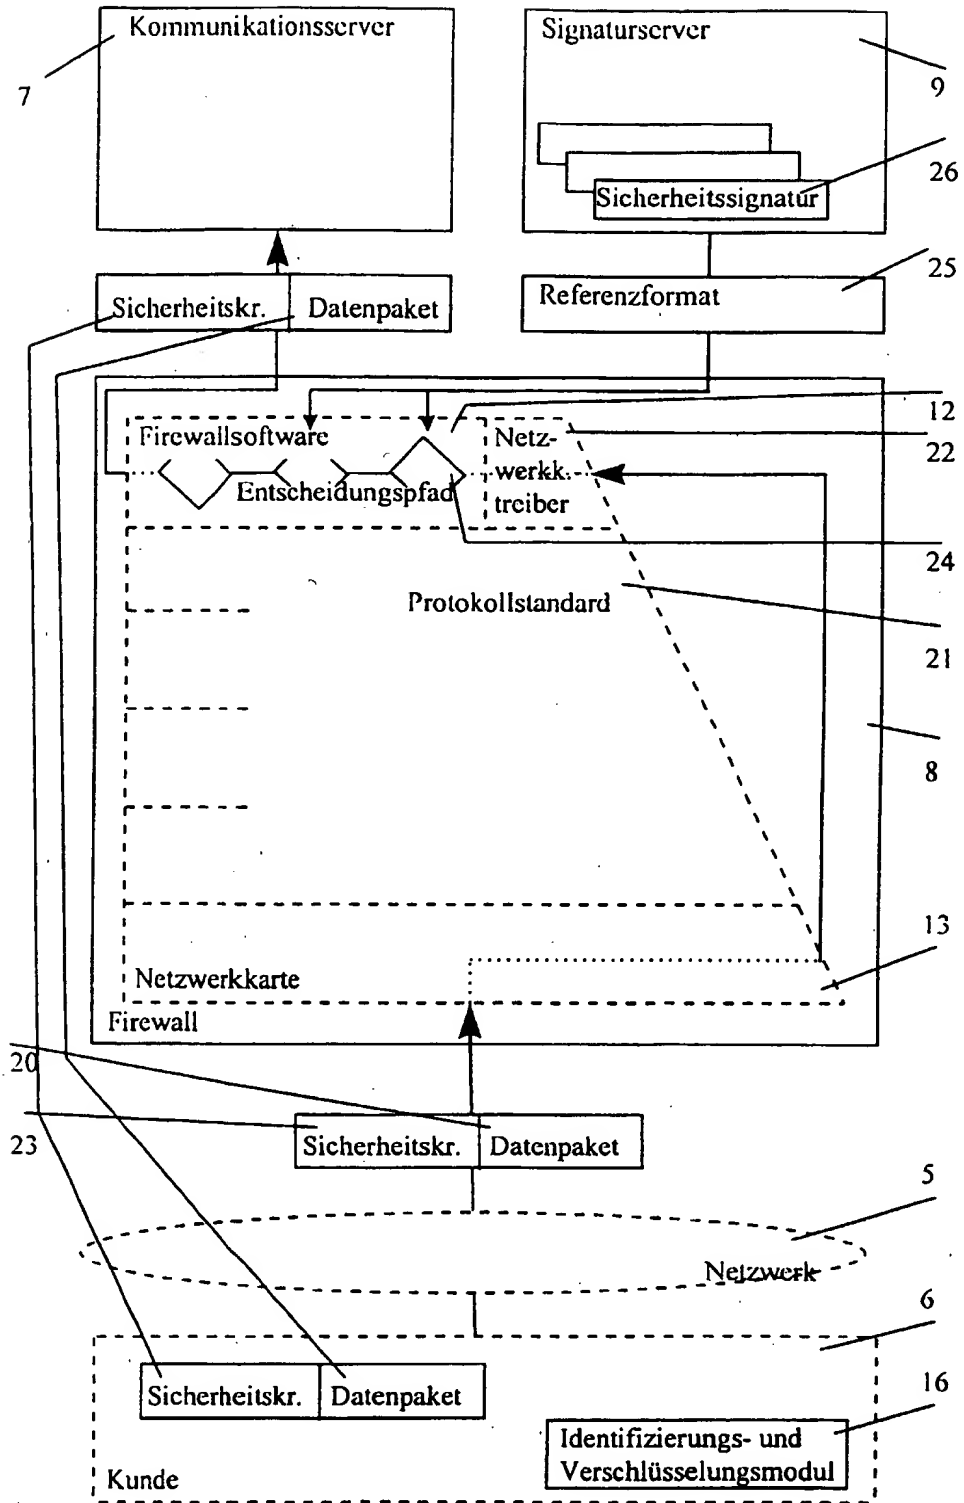 Kommunikationsserver
Signaturserver
7
9
26
Sicherheitssignatur
25
Sicherheitskr.
Datenpaket
Referenzformat
12
Firewallsoftware
Netz-
22
werkk.
Entscheidungspfad
treiber
24
Protokollstandard
21
8
13
Netzwerkkarte
Firewall
20
23
Sicherheitskr.
Datenpaket
5
Netzwerk
6
Sicherheitskr.
Datenpaket
16
Identifizierungs- und
Verschlüsselungsmodul
Kunde